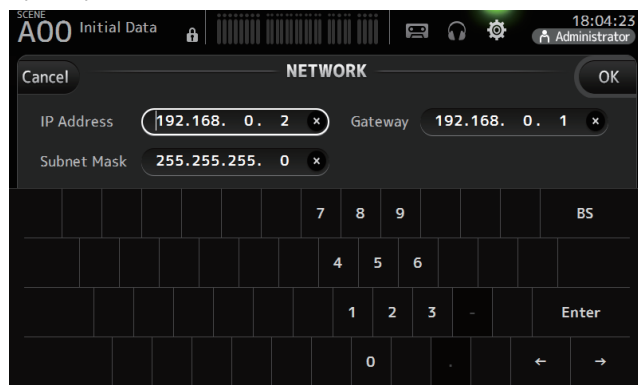 SCENE
A00 Initial Data
18:04:23
Administrator
Cancel
NETWORK
OK
IP Address 192.168. 0. 2 × Gateway 192.168. 0. 1 ×
Subnet Mask 255.255.255. 0 ×
7 8 9 BS
4 5 6
1 2 3 - Enter
0 . ← →